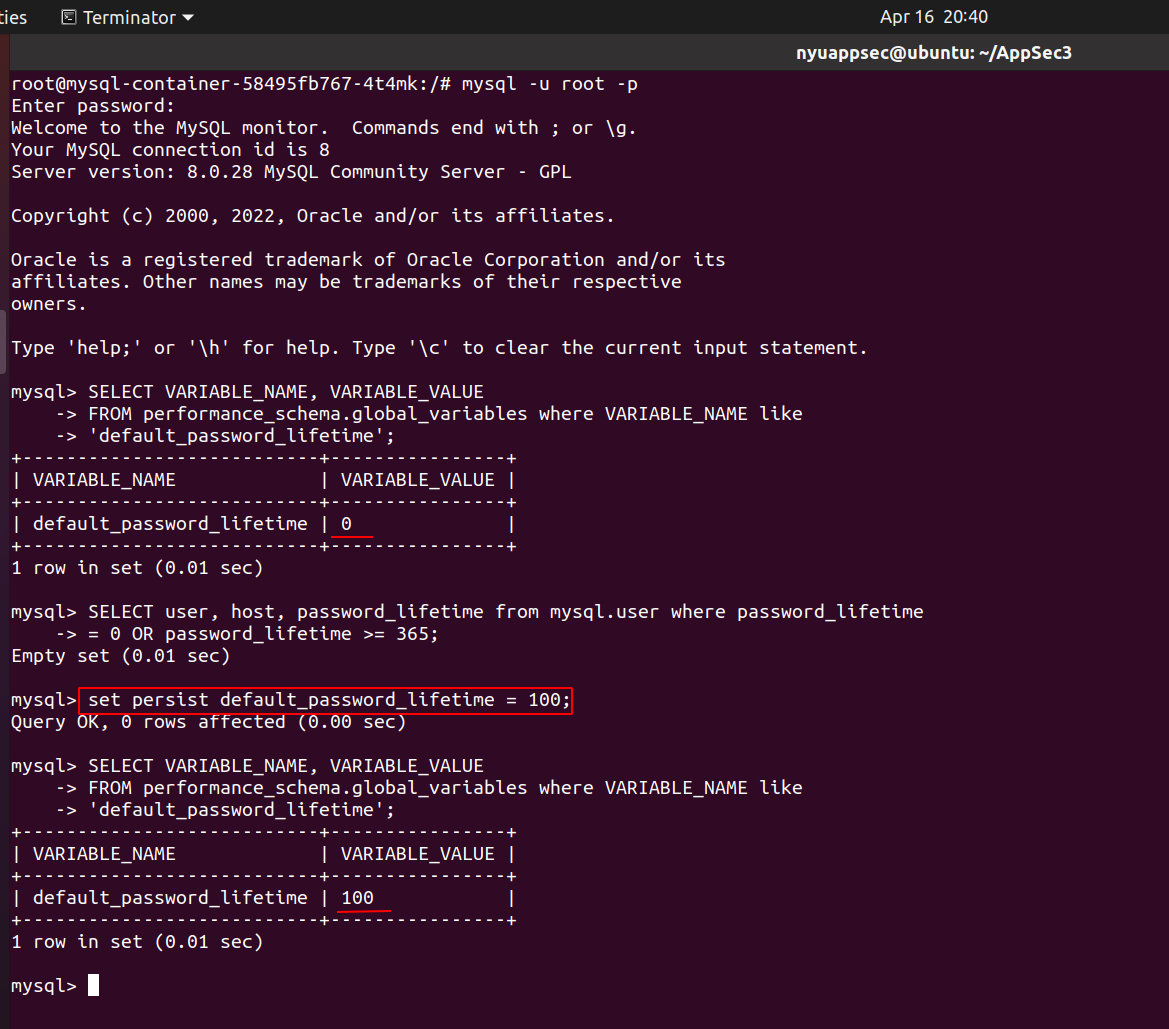 ties Terminator Apr 16 20:40
nyuappsec@ubuntu: ~/AppSec3
root@mysql-container-58495fb767-4t4mk:/# mysql -u root -p
Enter password:
Welcome to the MySQL monitor.  Commands end with ; or \g.
Your MySQL connection id is 8
Server version: 8.0.28 MySQL Community Server - GPL
Copyright (c) 2000, 2022, Oracle and/or its affiliates.
Oracle is a registered trademark of Oracle Corporation and/or its
affiliates. Other names may be trademarks of their respective
owners.
Type 'help;' or '\h' for help. Type '\c' to clear the current input statement.
mysql> SELECT VARIABLE_NAME, VARIABLE_VALUE
    -> FROM performance_schema.global_variables where VARIABLE_NAME like
    -> 'default_password_lifetime';
+---------------------------+----------------+
| VARIABLE_NAME             | VARIABLE_VALUE |
+---------------------------+----------------+
| default_password_lifetime | 0              |
+---------------------------+----------------+
1 row in set (0.01 sec)
mysql> SELECT user, host, password_lifetime from mysql.user where password_lifetime
    -> = 0 OR password_lifetime >= 365;
Empty set (0.01 sec)
mysql> set persist default_password_lifetime = 100;
Query OK, 0 rows affected (0.00 sec)
mysql> SELECT VARIABLE_NAME, VARIABLE_VALUE
    -> FROM performance_schema.global_variables where VARIABLE_NAME like
    -> 'default_password_lifetime';
+---------------------------+----------------+
| VARIABLE_NAME             | VARIABLE_VALUE |
+---------------------------+----------------+
| default_password_lifetime | 100            |
+---------------------------+----------------+
1 row in set (0.01 sec)
mysql>